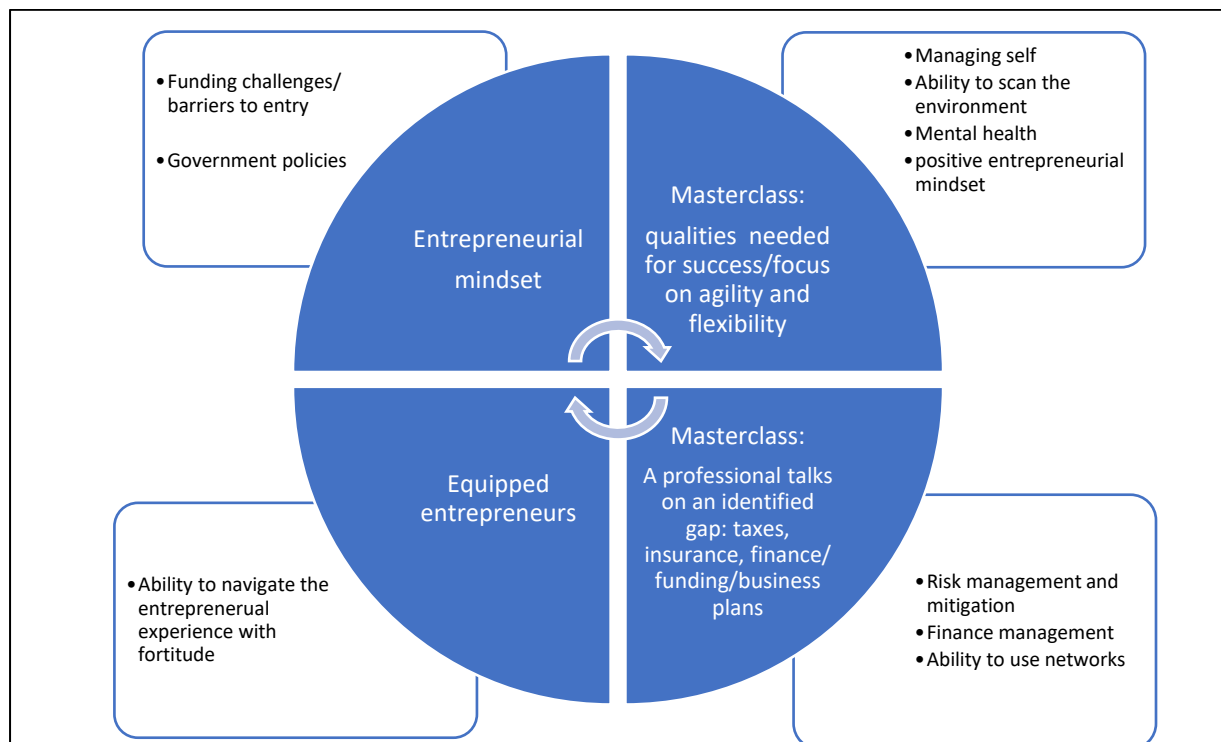 •Funding challenges/
barriers to entry
•Government policies
•Managing self
•Ability to scan the
environment
•Mental health
•positive entrepreneurial
mindset
Entrepreneurial
mindset
Masterclass:
qualities needed
for success/focus
on agility and
flexibility
Equipped
entrepreneurs
Masterclass:
A professional talks
on an identified
gap: taxes,
insurance, finance/
funding/business
plans
•Ability to navigate the
entreprenerual
experience with
fortitude
•Risk management and
mitigation
•Finance management
•Ability to use networks